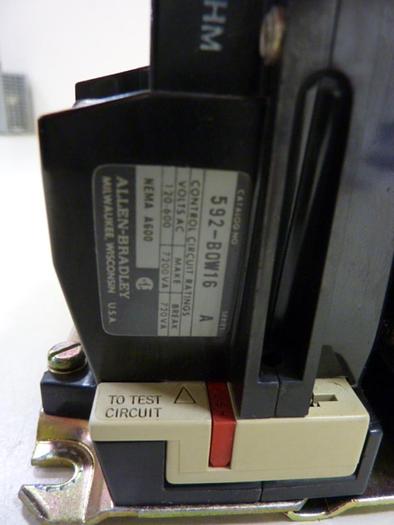 HM
CATALOG NO. SERIES
592-BOW16 A
CONTROL CIRCUIT RATINGS
VOLTS AC MAKE BREAK
120-600 7200VA 720VA
NEMA A600
ALLEN-BRADLEY
MILWAUKEE, WISCONSIN U.S.A.
TO TEST
CIRCUIT